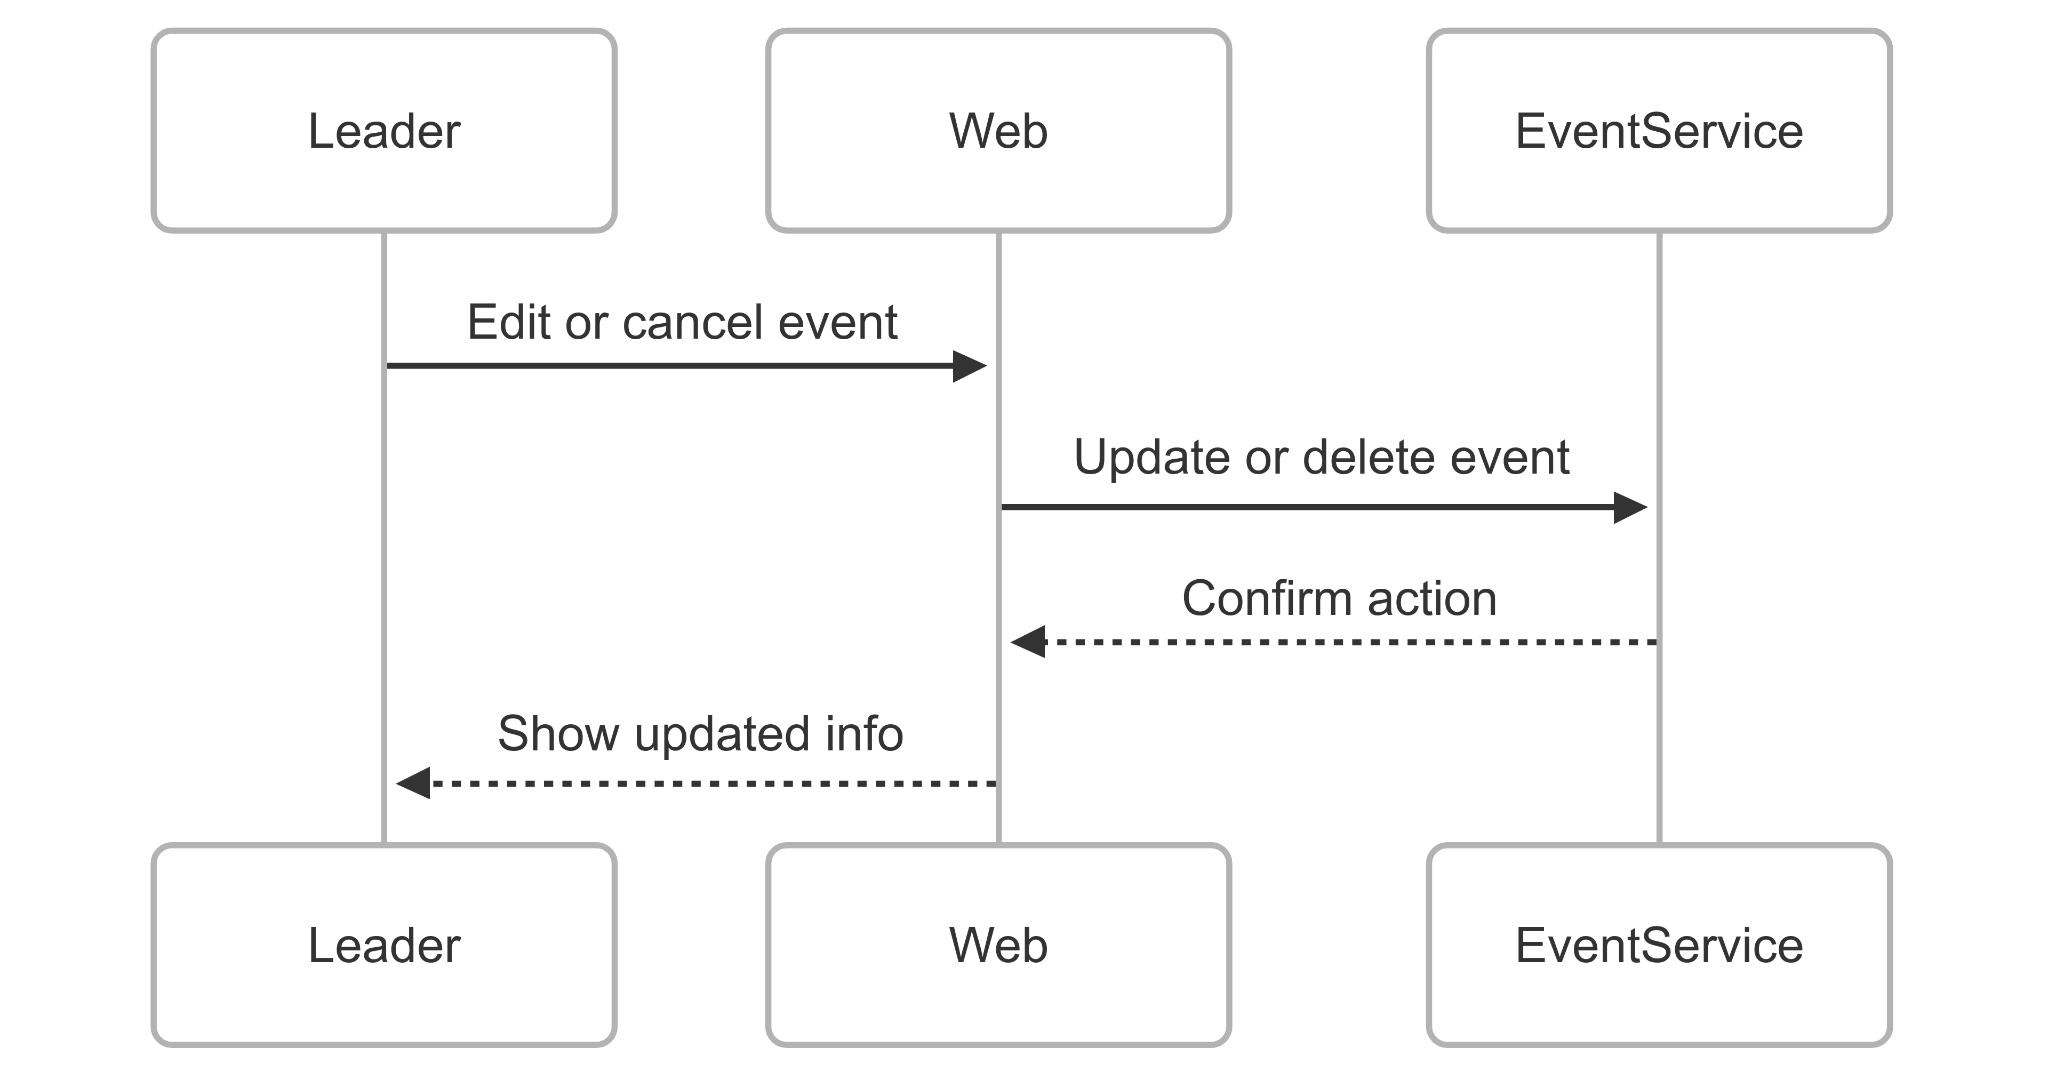 Leader
Web
EventService
Edit or cancel event
Update or delete event
Confirm action
Show updated info
Leader
Web
EventService